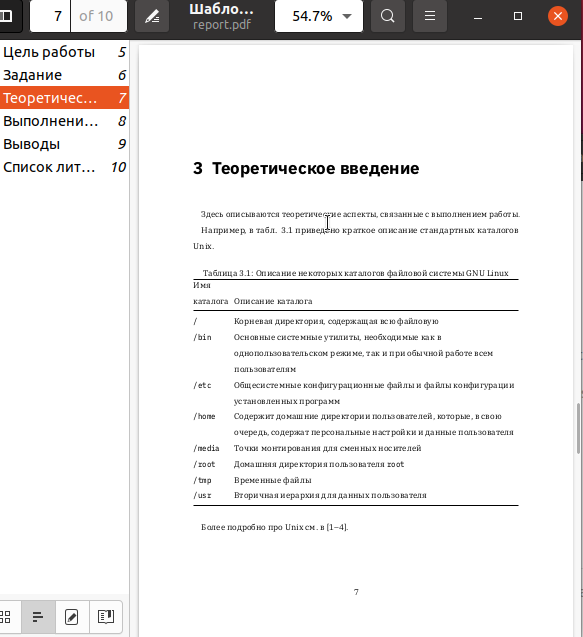 7 of 10
Шабло...
report.pdf
54.7%
Цель работы 5
Задание 6
Теоретичес... 7
Выполнени... 8
Выводы 9
Список лит... 10
3 Теоретическое введение
Здесь описываются теоретические аспекты, связанные с выполнением работы.
Например, в табл. 3.1 приведено краткое описание стандартных каталогов
Unix.
Таблица 3.1: Описание некоторых каталогов файловой системы GNU Linux
Имя
каталога Описание каталога
/ Корневая директория, содержащая всю файловую
/bin Основные системные утилиты, необходимые как в
однопользовательском режиме, так и при обычной работе всем
пользователям
/etc Общесистемные конфигурационные файлы и файлы конфигурации
установленных программ
/home Содержит домашние директории пользователей, которые, в свою
очередь, содержат персональные настройки и данные пользователя
/media Точки монтирования для сменных носителей
/root Домашняя директория пользователя root
/tmp Временные файлы
/usr Вторичная иерархия для данных пользователя
Более подробно про Unix см. в [1–4].
7